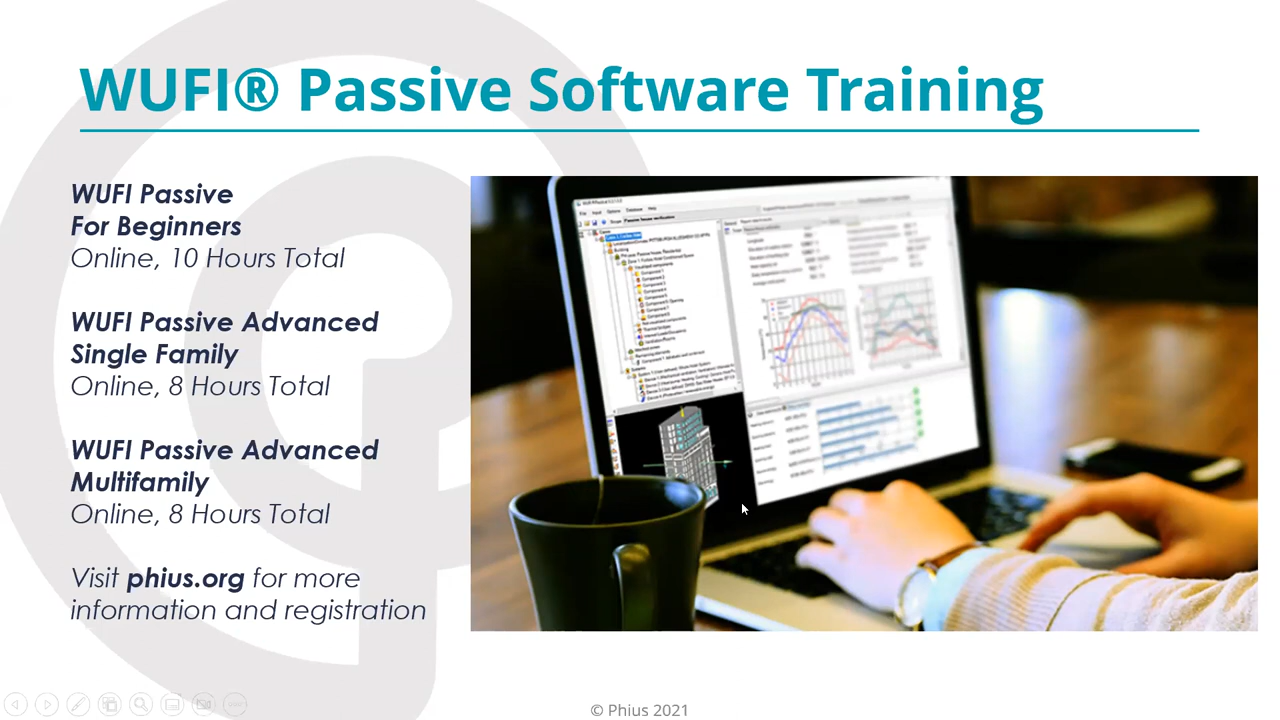 WUFI® Passive Software Training
WUFI Passive
For Beginners
Online, 10 Hours Total
WUFI Passive Advanced
Single Family
Online, 8 Hours Total
WUFI Passive Advanced
Multifamily
Online, 8 Hours Total
Visit phius.org for more
information and registration
© Phius 2021